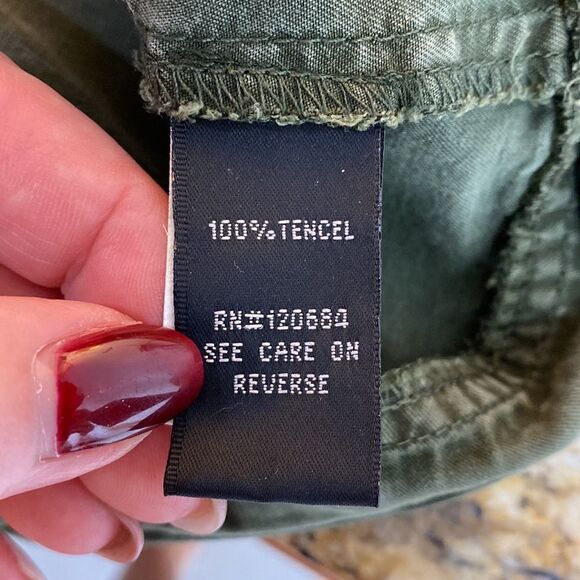 100% TENCEL
RN#120684
SEE CARE ON
REVERSE